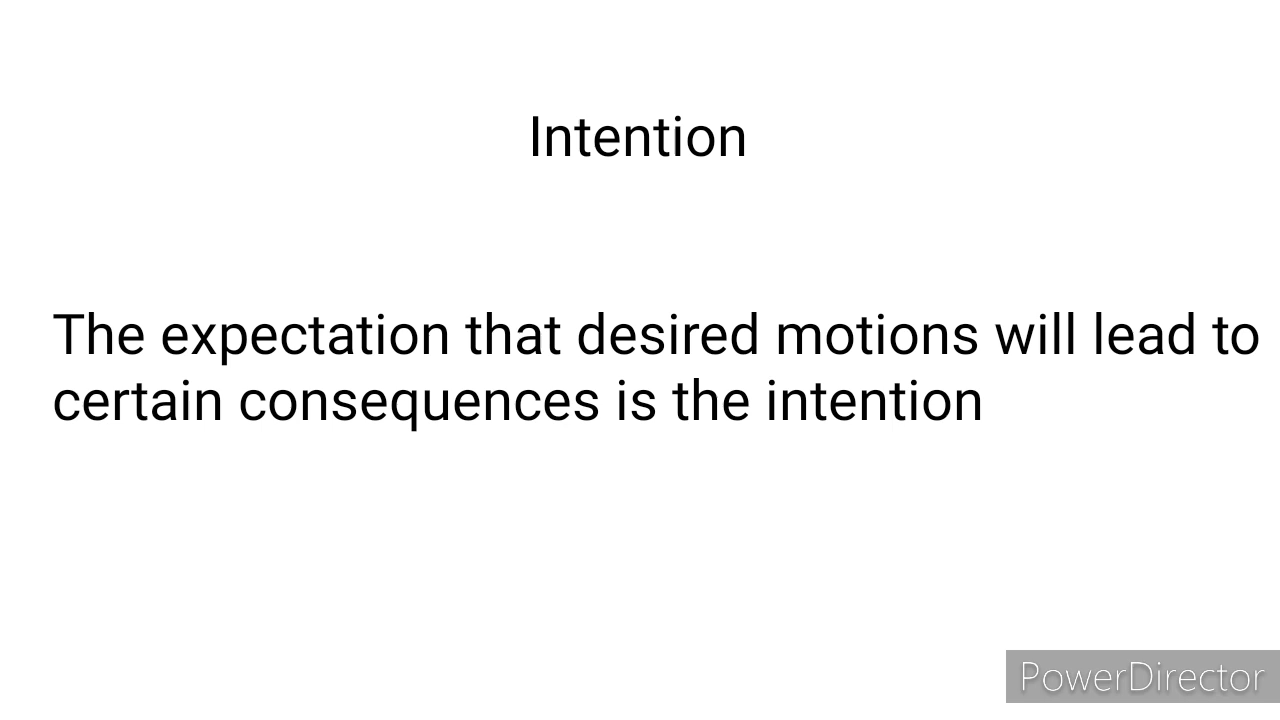 Intention
The expectation that desired motions will lead to
certain consequences is the intention
PowerDirector